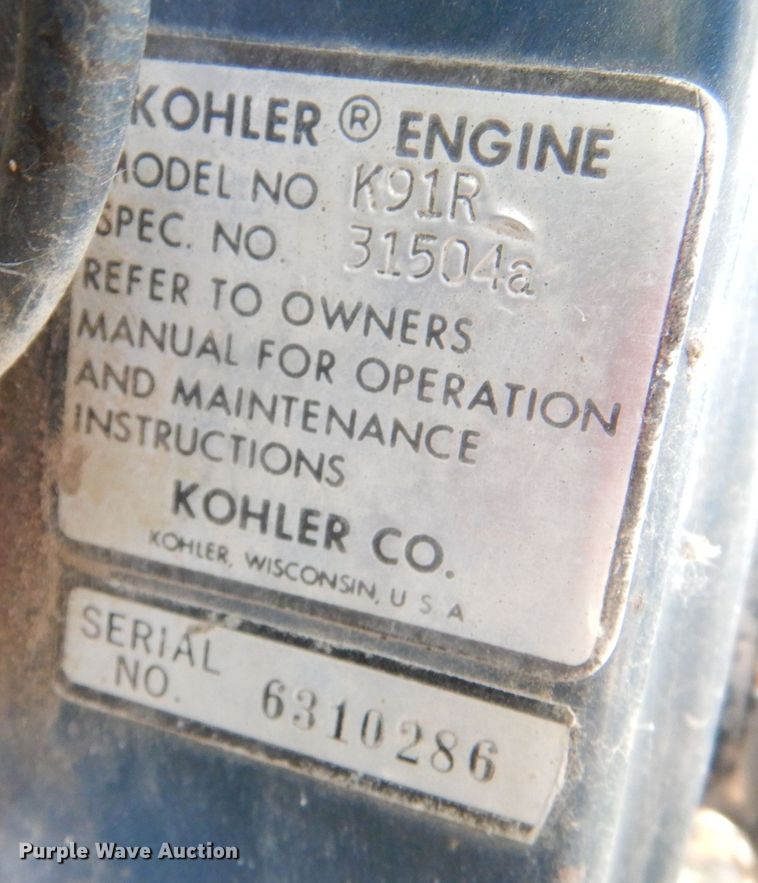 KOHLER ® ENGINE
MODEL NO. K91R
SPEC. NO. 31504a
REFER TO OWNERS
MANUAL FOR OPERATION
AND MAINTENANCE
INSTRUCTIONS
KOHLER CO.
KOHLER, WISCONSIN, U S A
SERIAL
NO. 6310286
Purple Wave Auction